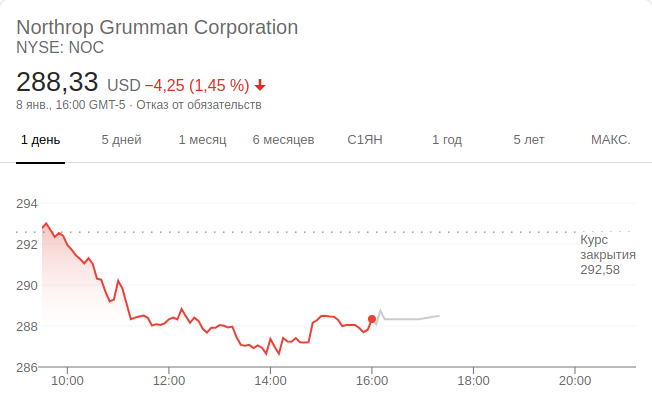 Northrop Grumman Corporation
NYSE: NOC
288,33 USD −4,25 (1,45 %)
8 янв., 16:00 GMT-5 · Отказ от обязательств
1 день 5 дней 1 месяц 6 месяцев С1ЯН 1 год 5 лет МАКС.
294
292
290
288
286
Курс
закрытия
292,58
10:00 12:00 14:00 16:00 18:00 20:00